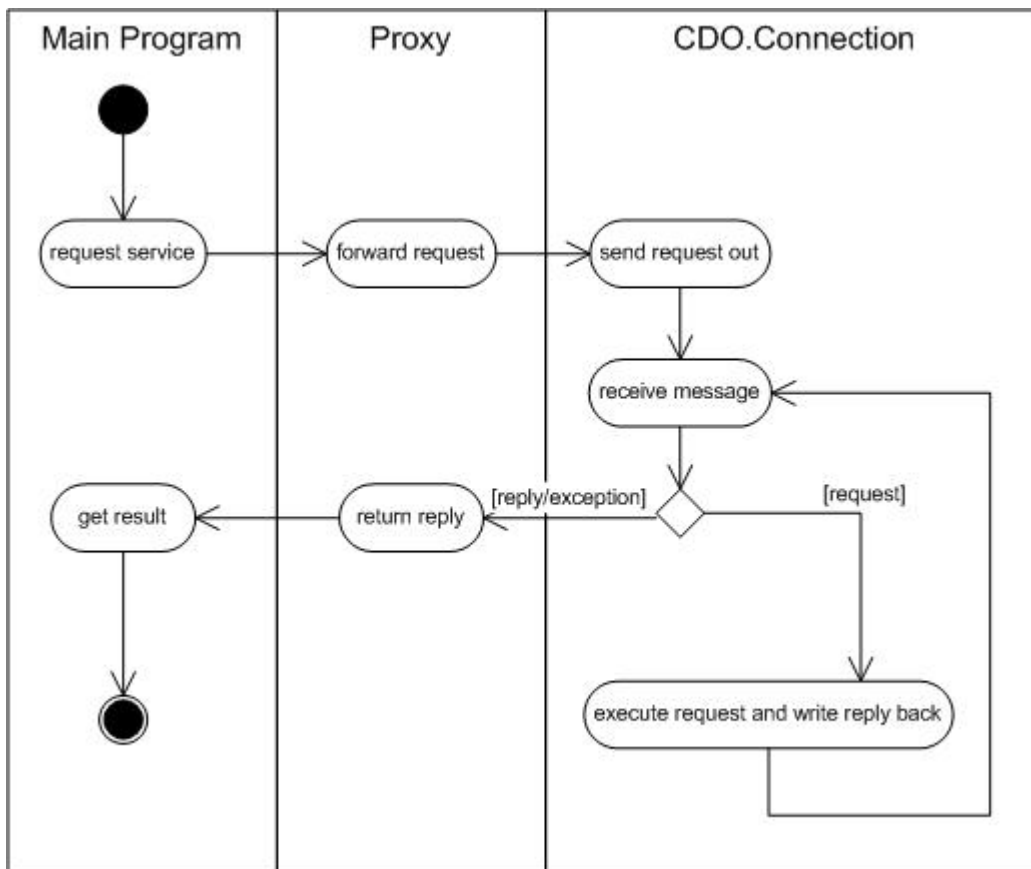 Main Program
Proxy
CDO.Connection
request service
forward request
send request out
receive message
[reply/exception]
[request]
get result
return reply
execute request and write reply back